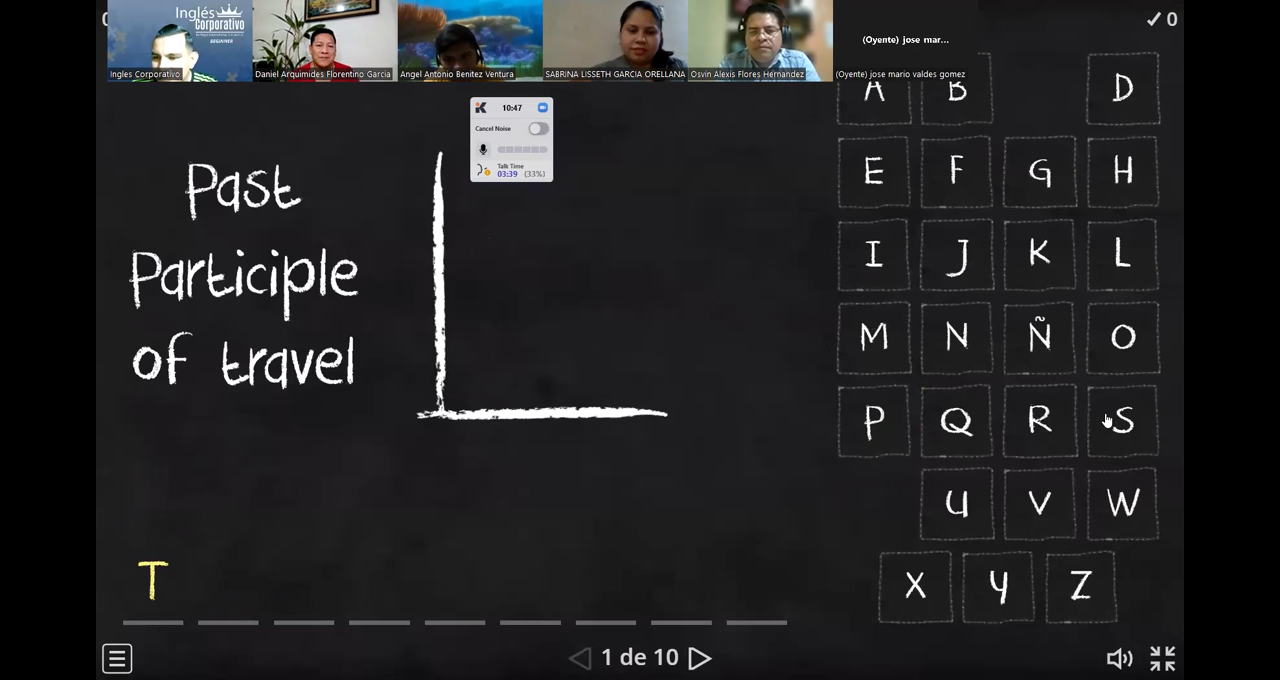 Inglés
Corporativo
BEGINNER
Ingles Corporativo
Daniel Arquimides Florentino Garcia
Angel Antonio Benitez Ventura
SABRINA LISSETH GARCIA ORELLANA
Osvin Alexis Flores Hernandez
(Oyente) jose mar...
(Oyente) jose mario valdes gomez
✓ 0
10:47
Cancel Noise
Talk Time
03:39 (33%)
Past
Participle
of travel
A B D
E F G H
I J K L
M N Ñ O
P Q R S
U V W
X Y Z
T
1 de 10